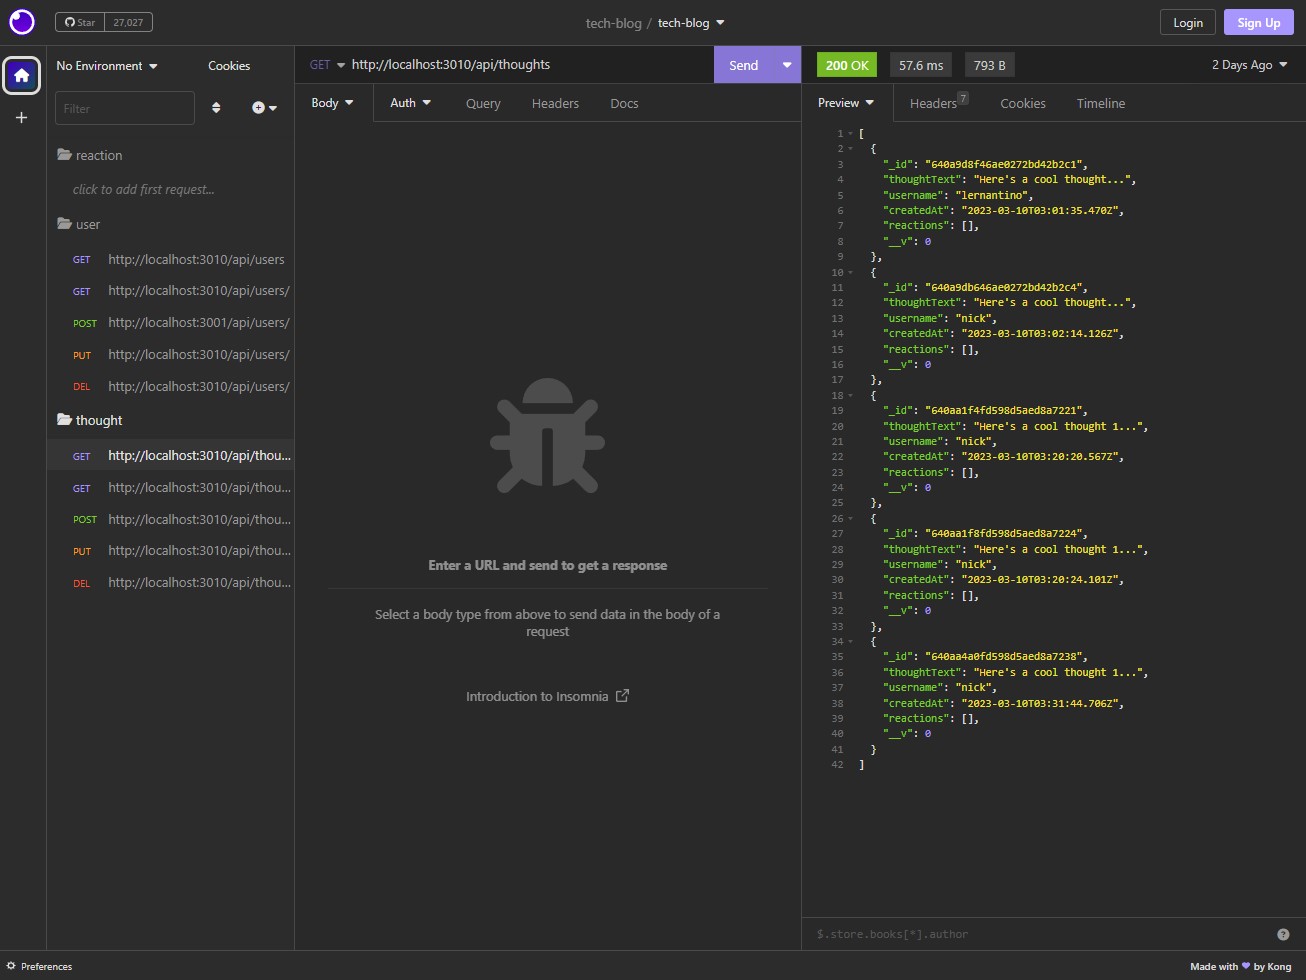 Star 27,027
tech-blog / tech-blog
Login
Sign Up
No Environment
Cookies
Filter
reaction
click to add first request...
user
GET http://localhost:3010/api/users
GET http://localhost:3010/api/users/
POST http://localhost:3001/api/users/
PUT http://localhost:3010/api/users/
DEL http://localhost:3010/api/users/
thought
GET http://localhost:3010/api/thou...
GET http://localhost:3010/api/thou...
POST http://localhost:3010/api/thou...
PUT http://localhost:3010/api/thou...
DEL http://localhost:3010/api/thou...
GET http://localhost:3010/api/thoughts
Send
Body Auth Query Headers Docs
Enter a URL and send to get a response
Select a body type from above to send data in the body of a
request
Introduction to Insomnia
200 OK 57.6 ms 793 B 2 Days Ago
Preview Headers 7 Cookies Timeline
1 [
2 {
3 "_id": "640a9d8f46ae0272bd42b2c1",
4 "thoughtText": "Here's a cool thought...",
5 "username": "lernantino",
6 "createdAt": "2023-03-10T03:01:35.470Z",
7 "reactions": [],
8 "__v": 0
9 },
10 {
11 "_id": "640a9db646ae0272bd42b2c4",
12 "thoughtText": "Here's a cool thought...",
13 "username": "nick",
14 "createdAt": "2023-03-10T03:02:14.126Z",
15 "reactions": [],
16 "__v": 0
17 },
18 {
19 "_id": "640aa1f4fd598d5aed8a7221",
20 "thoughtText": "Here's a cool thought 1...",
21 "username": "nick",
22 "createdAt": "2023-03-10T03:20:20.567Z",
23 "reactions": [],
24 "__v": 0
25 },
26 {
27 "_id": "640aa1f8fd598d5aed8a7224",
28 "thoughtText": "Here's a cool thought 1...",
29 "username": "nick",
30 "createdAt": "2023-03-10T03:20:24.101Z",
31 "reactions": [],
32 "__v": 0
33 },
34 {
35 "_id": "640aa4a0fd598d5aed8a7238",
36 "thoughtText": "Here's a cool thought 1...",
37 "username": "nick",
38 "createdAt": "2023-03-10T03:31:44.706Z",
39 "reactions": [],
40 "__v": 0
41 }
42 ]
$.store.books[*].author
Preferences
Made with ♥ by Kong